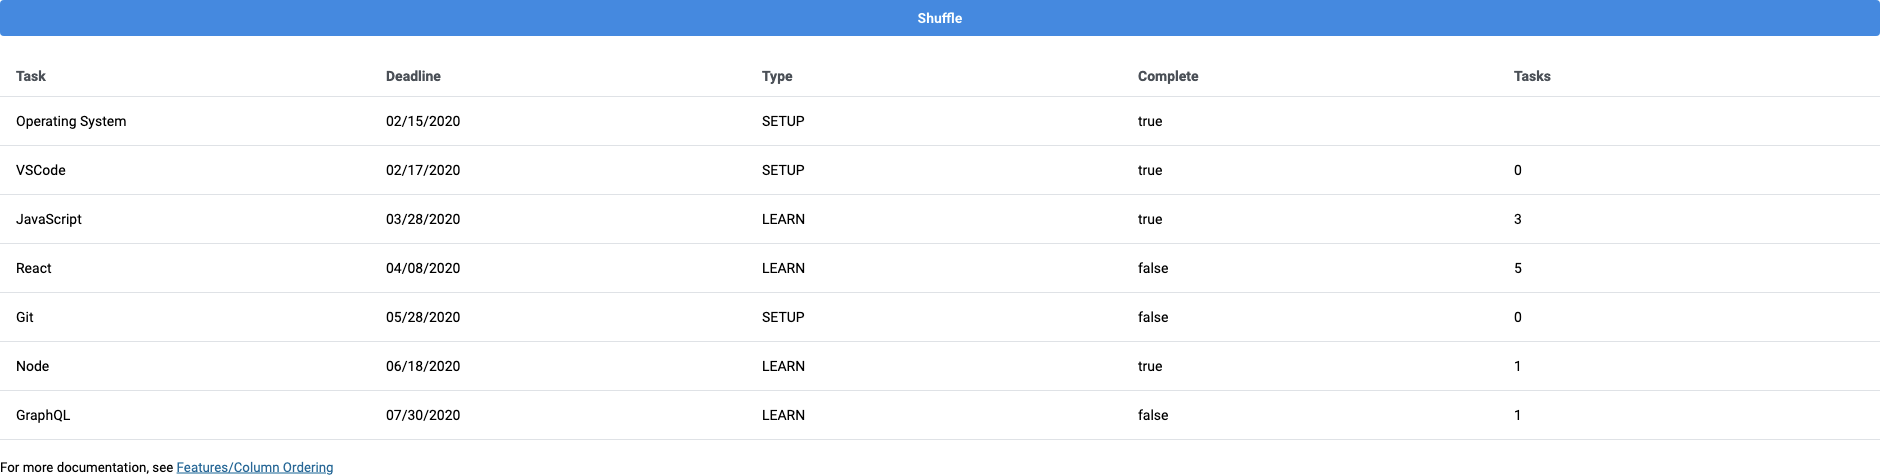 Shuffle
Task Deadline Type Complete Tasks
Operating System 02/15/2020 SETUP true
VSCode 02/17/2020 SETUP true 0
JavaScript 03/28/2020 LEARN true 3
React 04/08/2020 LEARN false 5
Git 05/28/2020 SETUP false 0
Node 06/18/2020 LEARN true 1
GraphQL 07/30/2020 LEARN false 1
For more documentation, see Features/Column Ordering